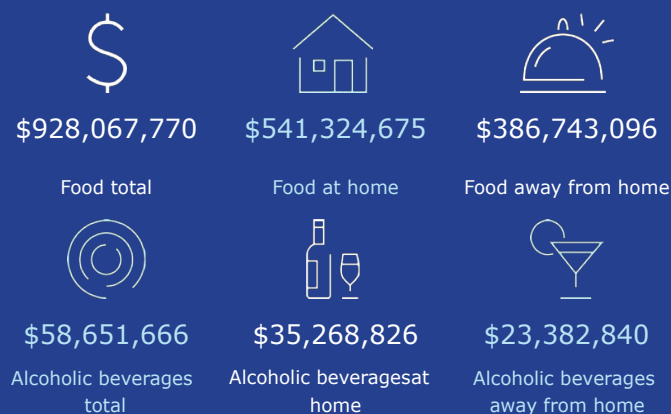 $928,067,770 $541,324,675 $386,743,096
Food total Food at home Food away from home
$58,651,666 $35,268,826 $23,382,840
Alcoholic beverages Alcoholic beveragesat Alcoholic beverages
total home away from home